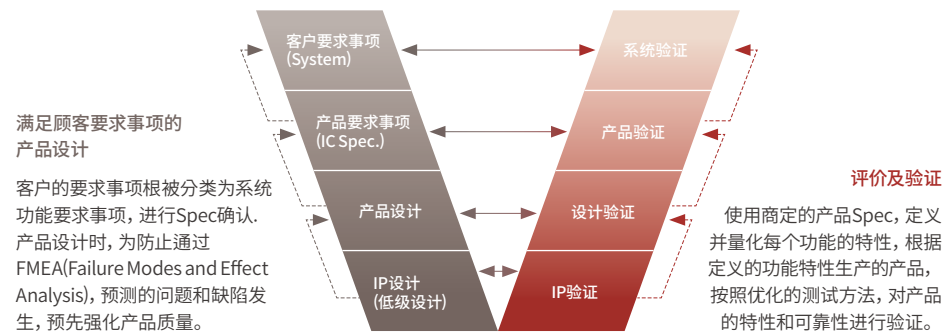 客户要求事项
(System)
系统验证
产品要求事项
(IC Spec.)
产品验证
产品设计
设计验证
IP设计
(低级设计)
IP验证
满足顾客要求事项的
产品设计
客户的要求事项根被分类为系统
功能要求事项，进行Spec确认.
产品设计时，为防止通过
FMEA(Failure Modes and Effect
Analysis)，预测的问题和缺陷发
生，预先强化产品质量。
评价及验证
使用商定的产品Spec，定义
并量化每个功能的特性，根据
定义的功能特性生产的产品，
按照优化的测试方法，对产品
的特性和可靠性进行验证。